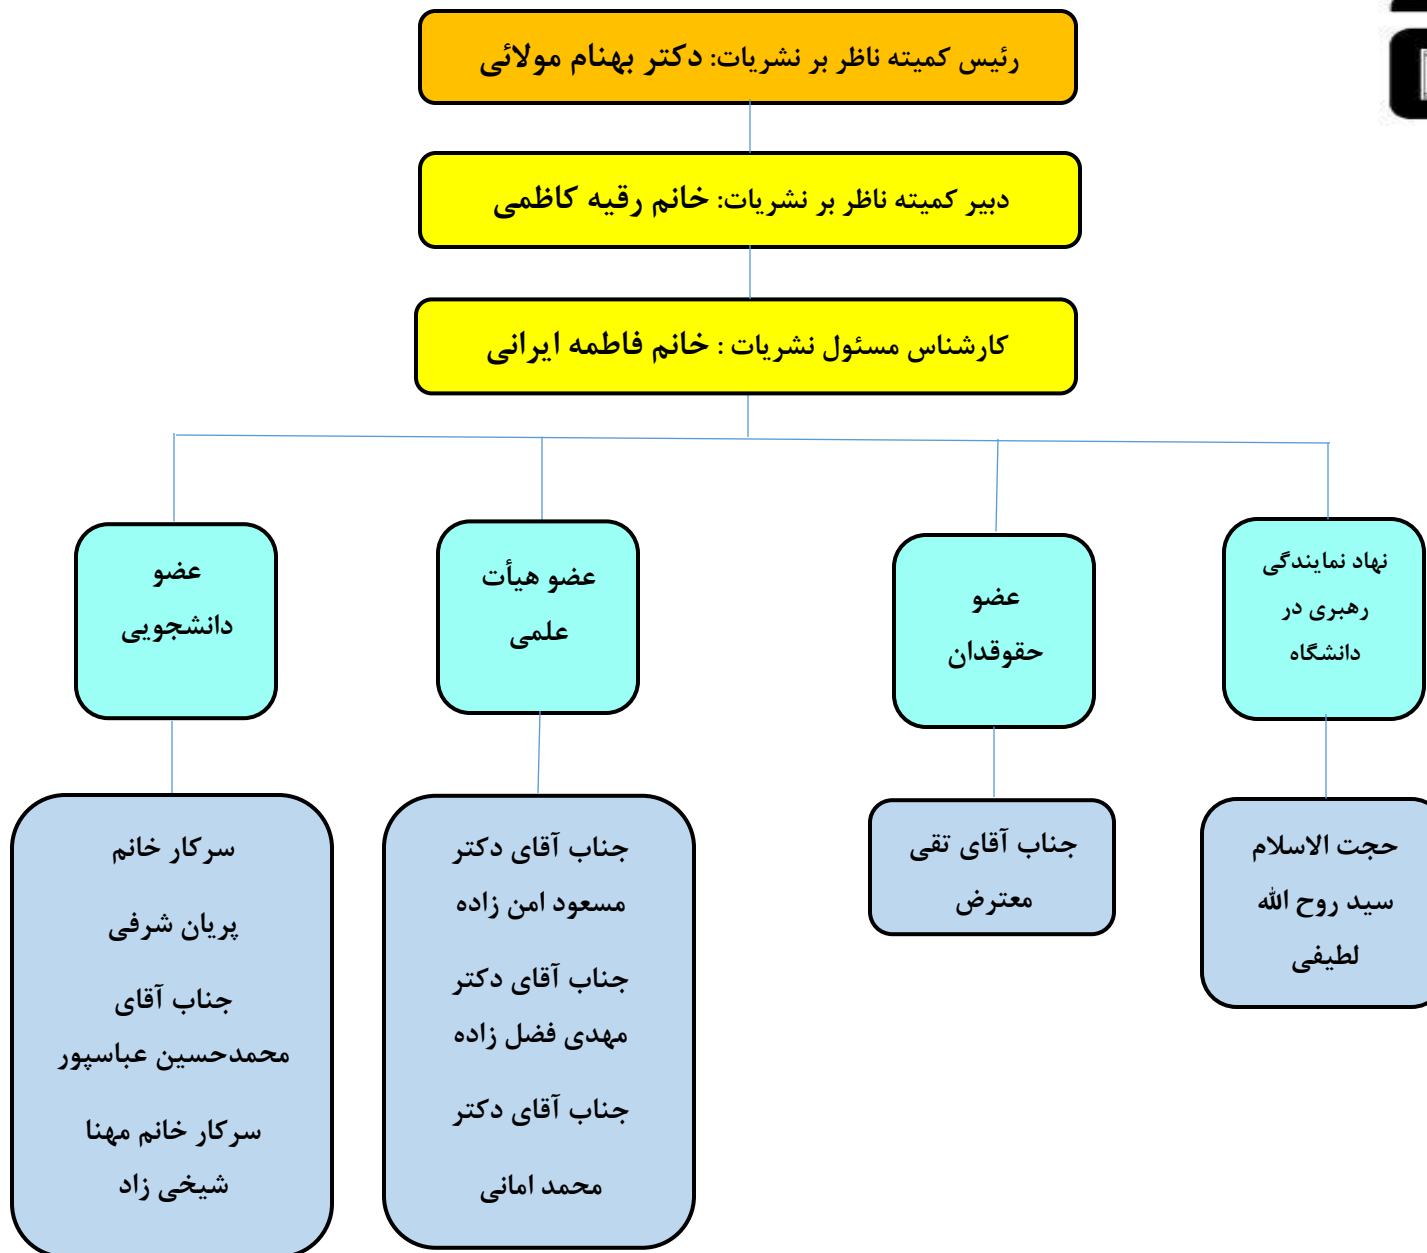 رئیس کمیته ناظر بر نشریات: دکتر بهنام مولائی
دبیر کمیته ناظر بر نشریات: خانم رقیه کاظمی
کارشناس مسئول نشریات : خانم فاطمه ایرانی
نهاد نمایندگی
رهبری در
دانشگاه
عضو
حقوقدان
عضو هیأت
علمی
عضو
دانشجویی
حجت الاسلام
سید روح الله
لطیفی
جناب آقای تقی
معترض
جناب آقای دکتر
مسعود امن زاده
جناب آقای دکتر
مهدی فضل زاده
جناب آقای دکتر
محمد امانی
سرکار خانم
پریان شرفی
جناب آقای
محمدحسین عباسپور
سرکار خانم مهنا
شیخی زاد